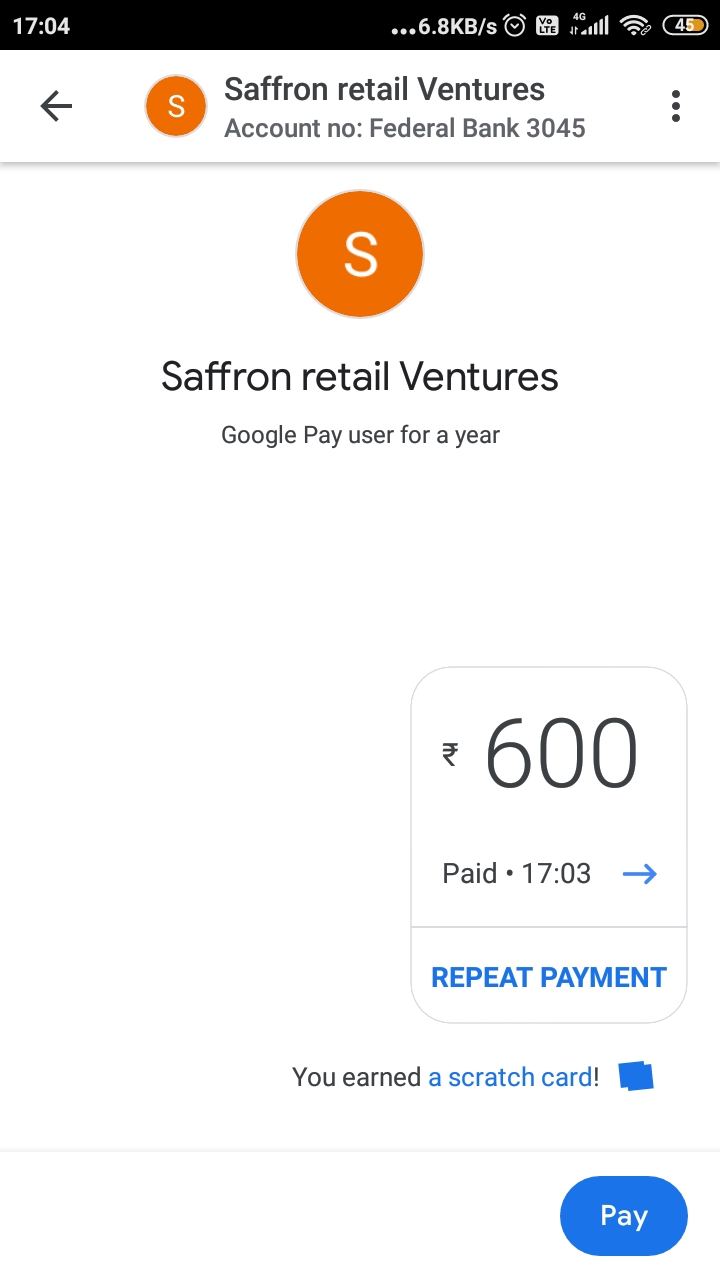 17:04 ...6.8KB/s Vo LTE 4G 45
S Saffron retail Ventures
Account no: Federal Bank 3045
S
Saffron retail Ventures
Google Pay user for a year
₹ 600
Paid • 17:03
REPEAT PAYMENT
You earned a scratch card!
Pay